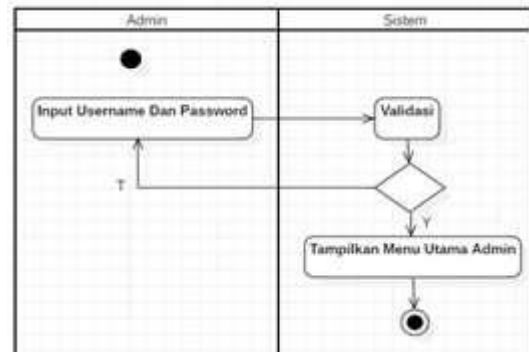 Admin
Sistem
Input Username Dan Password
Validasi
T
Y
Tampilkan Menu Utama Admin